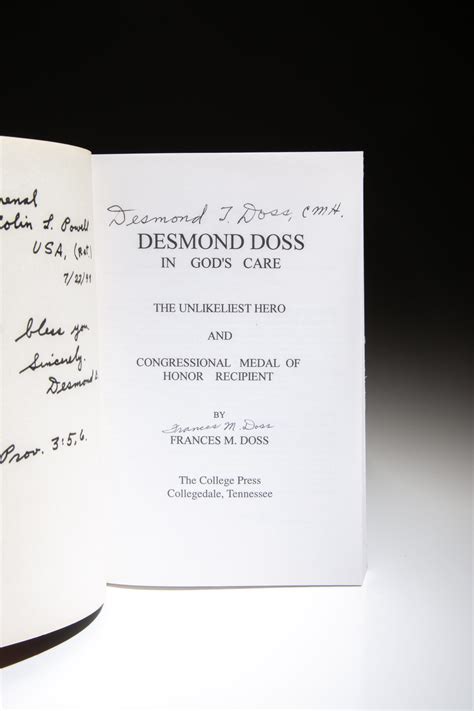 Colin L. Powell
USA, (Ret)
7/22/99
bless you
Sincerely,
Desmond
Prov. 3:5,6.
Desmond T. Doss, CMH.
DESMOND DOSS
IN GOD'S CARE
THE UNLIKELIEST HERO
AND
CONGRESSIONAL MEDAL OF
HONOR RECIPIENT
BY
Frances M. Doss
FRANCES M. DOSS
The College Press
Collegedale, Tennessee